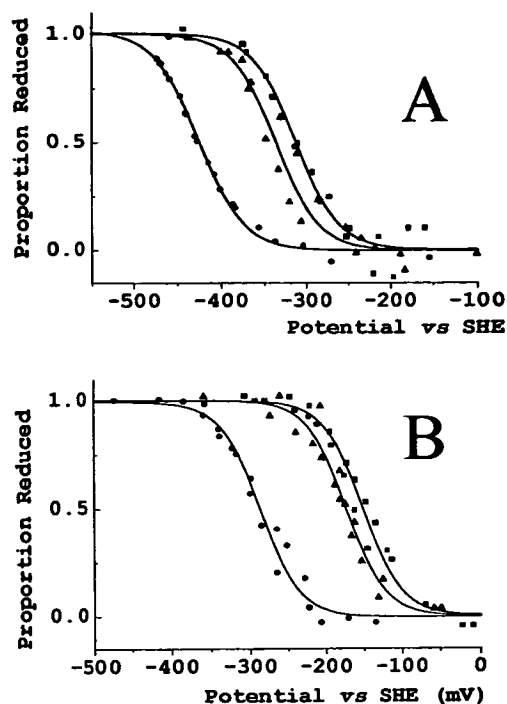 1.0
A
Proportion Reduced
0.5
0.0
-500 -400 -300 -200 -100
Potential vs SHE
1.0
B
Proportion Reduced
0.5
0.0
-500 -400 -300 -200 -100 0
Potential vs SHE (mV)